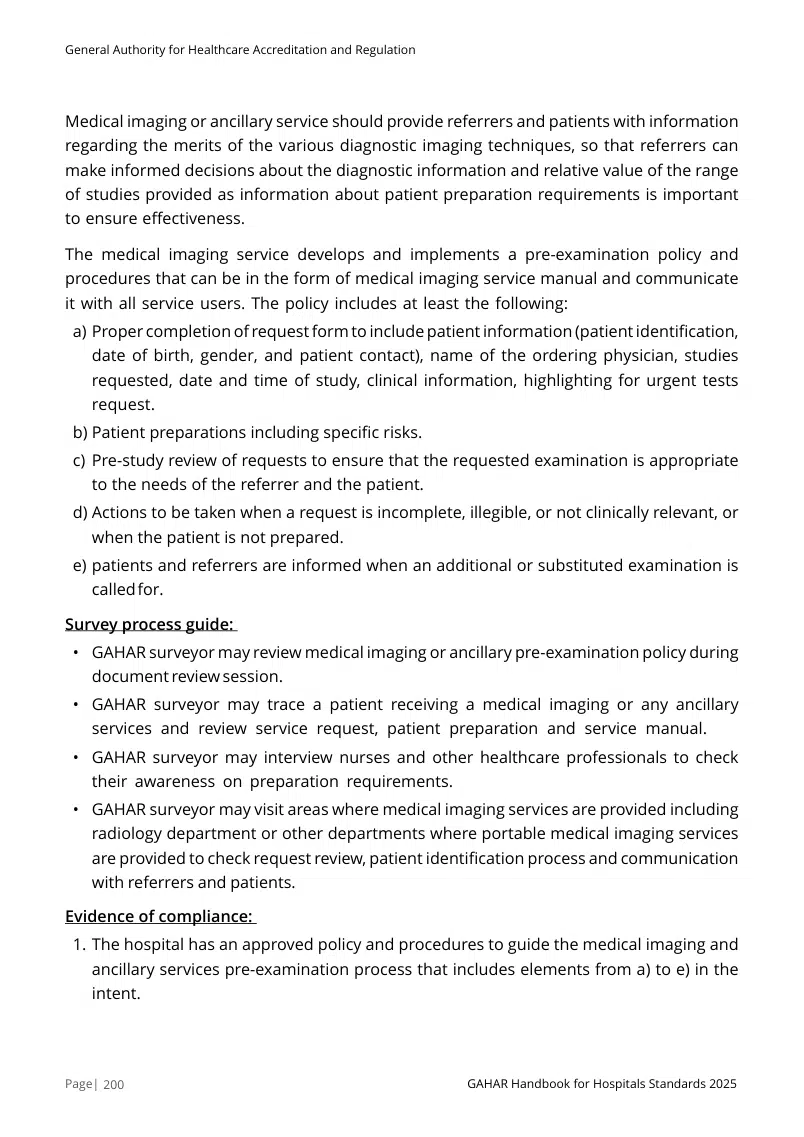 General Authority for Healthcare Accreditation and Regulation
Medical imaging or ancillary service should provide referrers and patients with information
regarding the merits of the various diagnostic imaging techniques, so that referrers can
make informed decisions about the diagnostic information and relative value of the range
of studies provided as information about patient preparation requirements is important
to ensure effectiveness.
The medical imaging service develops and implements a pre-examination policy and
procedures that can be in the form of medical imaging service manual and communicate
it with all service users. The policy includes at least the following:
a) Proper completion of request form to include patient information (patient identification,
date of birth, gender, and patient contact), name of the ordering physician, studies
requested, date and time of study, clinical information, highlighting for urgent tests
request.
b) Patient preparations including specific risks.
c) Pre-study review of requests to ensure that the requested examination is appropriate
to the needs of the referrer and the patient.
d) Actions to be taken when a request is incomplete, illegible, or not clinically relevant, or
when the patient is not prepared.
e) patients and referrers are informed when an additional or substituted examination is
called for.
Survey process guide:
• GAHAR surveyor may review medical imaging or ancillary pre-examination policy during
document review session.
• GAHAR surveyor may trace a patient receiving a medical imaging or any ancillary
services and review service request, patient preparation and service manual.
• GAHAR surveyor may interview nurses and other healthcare professionals to check
their awareness on preparation requirements.
• GAHAR surveyor may visit areas where medical imaging services are provided including
radiology department or other departments where portable medical imaging services
are provided to check request review, patient identification process and communication
with referrers and patients.
Evidence of compliance:
1. The hospital has an approved policy and procedures to guide the medical imaging and
ancillary services pre-examination process that includes elements from a) to e) in the
intent.
Page| 200
GAHAR Handbook for Hospitals Standards 2025